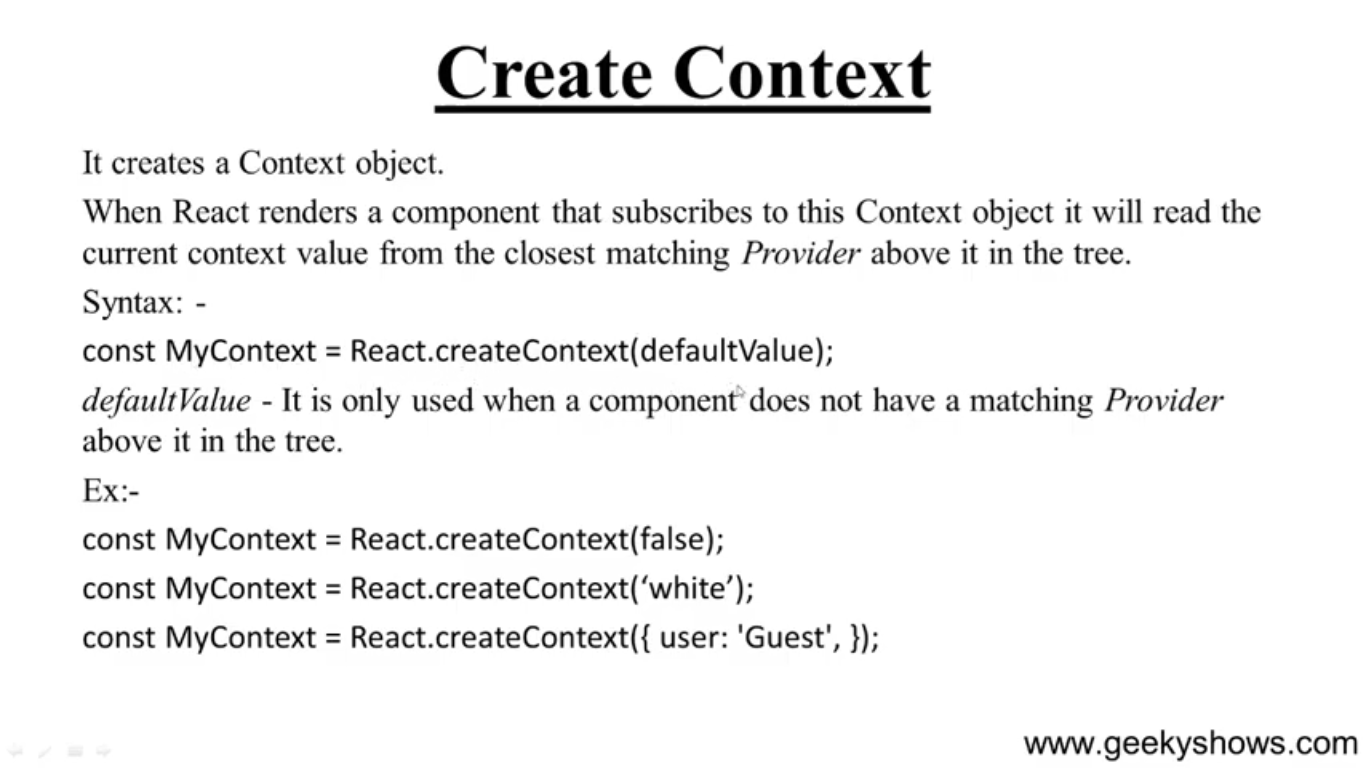 Create Context
It creates a Context object.
When React renders a component that subscribes to this Context object it will read the
current context value from the closest matching Provider above it in the tree.
Syntax: -
const MyContext = React.createContext(defaultValue);
defaultValue - It is only used when a component does not have a matching Provider
above it in the tree.
Ex:-
const MyContext = React.createContext(false);
const MyContext = React.createContext(‘white’);
const MyContext = React.createContext({ user: 'Guest', });
www.geekyshows.com